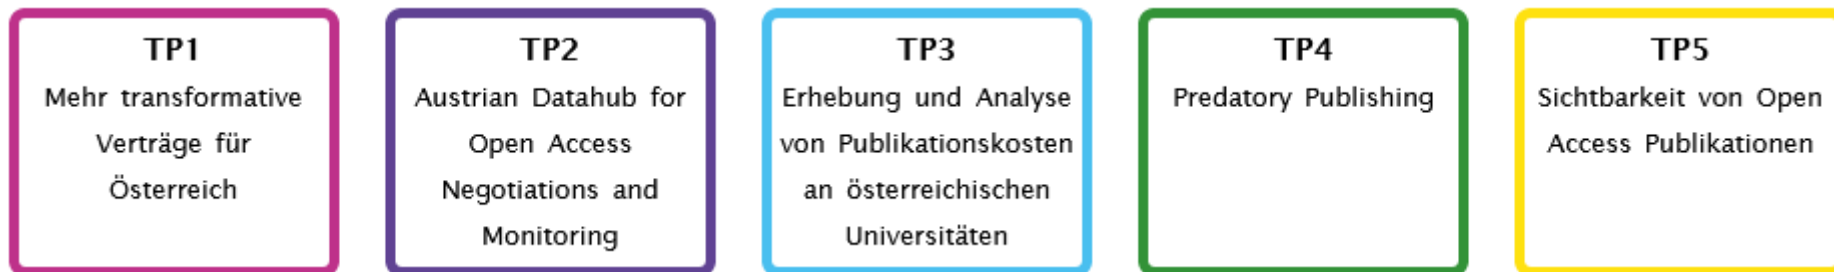 TP1
Mehr transformative
Verträge für
Österreich
TP2
Austrian Datahub for
Open Access
Negotiations and
Monitoring
TP3
Erhebung und Analyse
von Publikationskosten
an österreichischen
Universitäten
TP4
Predatory Publishing
TP5
Sichtbarkeit von Open
Access Publikationen